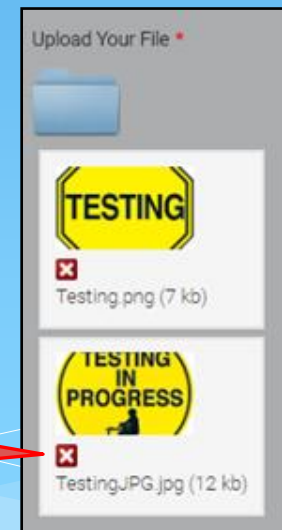 Upload Your File *
TESTING
Testing.png (7 kb)
TESTING
IN
PROGRESS
TestingJPG.jpg (12 kb)